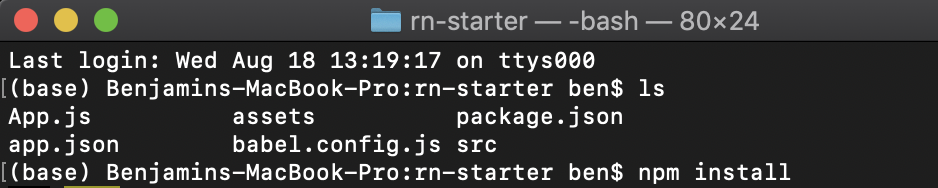 rn-starter — -bash — 80×24
Last login: Wed Aug 18 13:19:17 on ttys000
[(base) Benjamins-MacBook-Pro:rn-starter ben$ ls
App.js assets package.json
app.json babel.config.js src
[(base) Benjamins-MacBook-Pro:rn-starter ben$ npm install